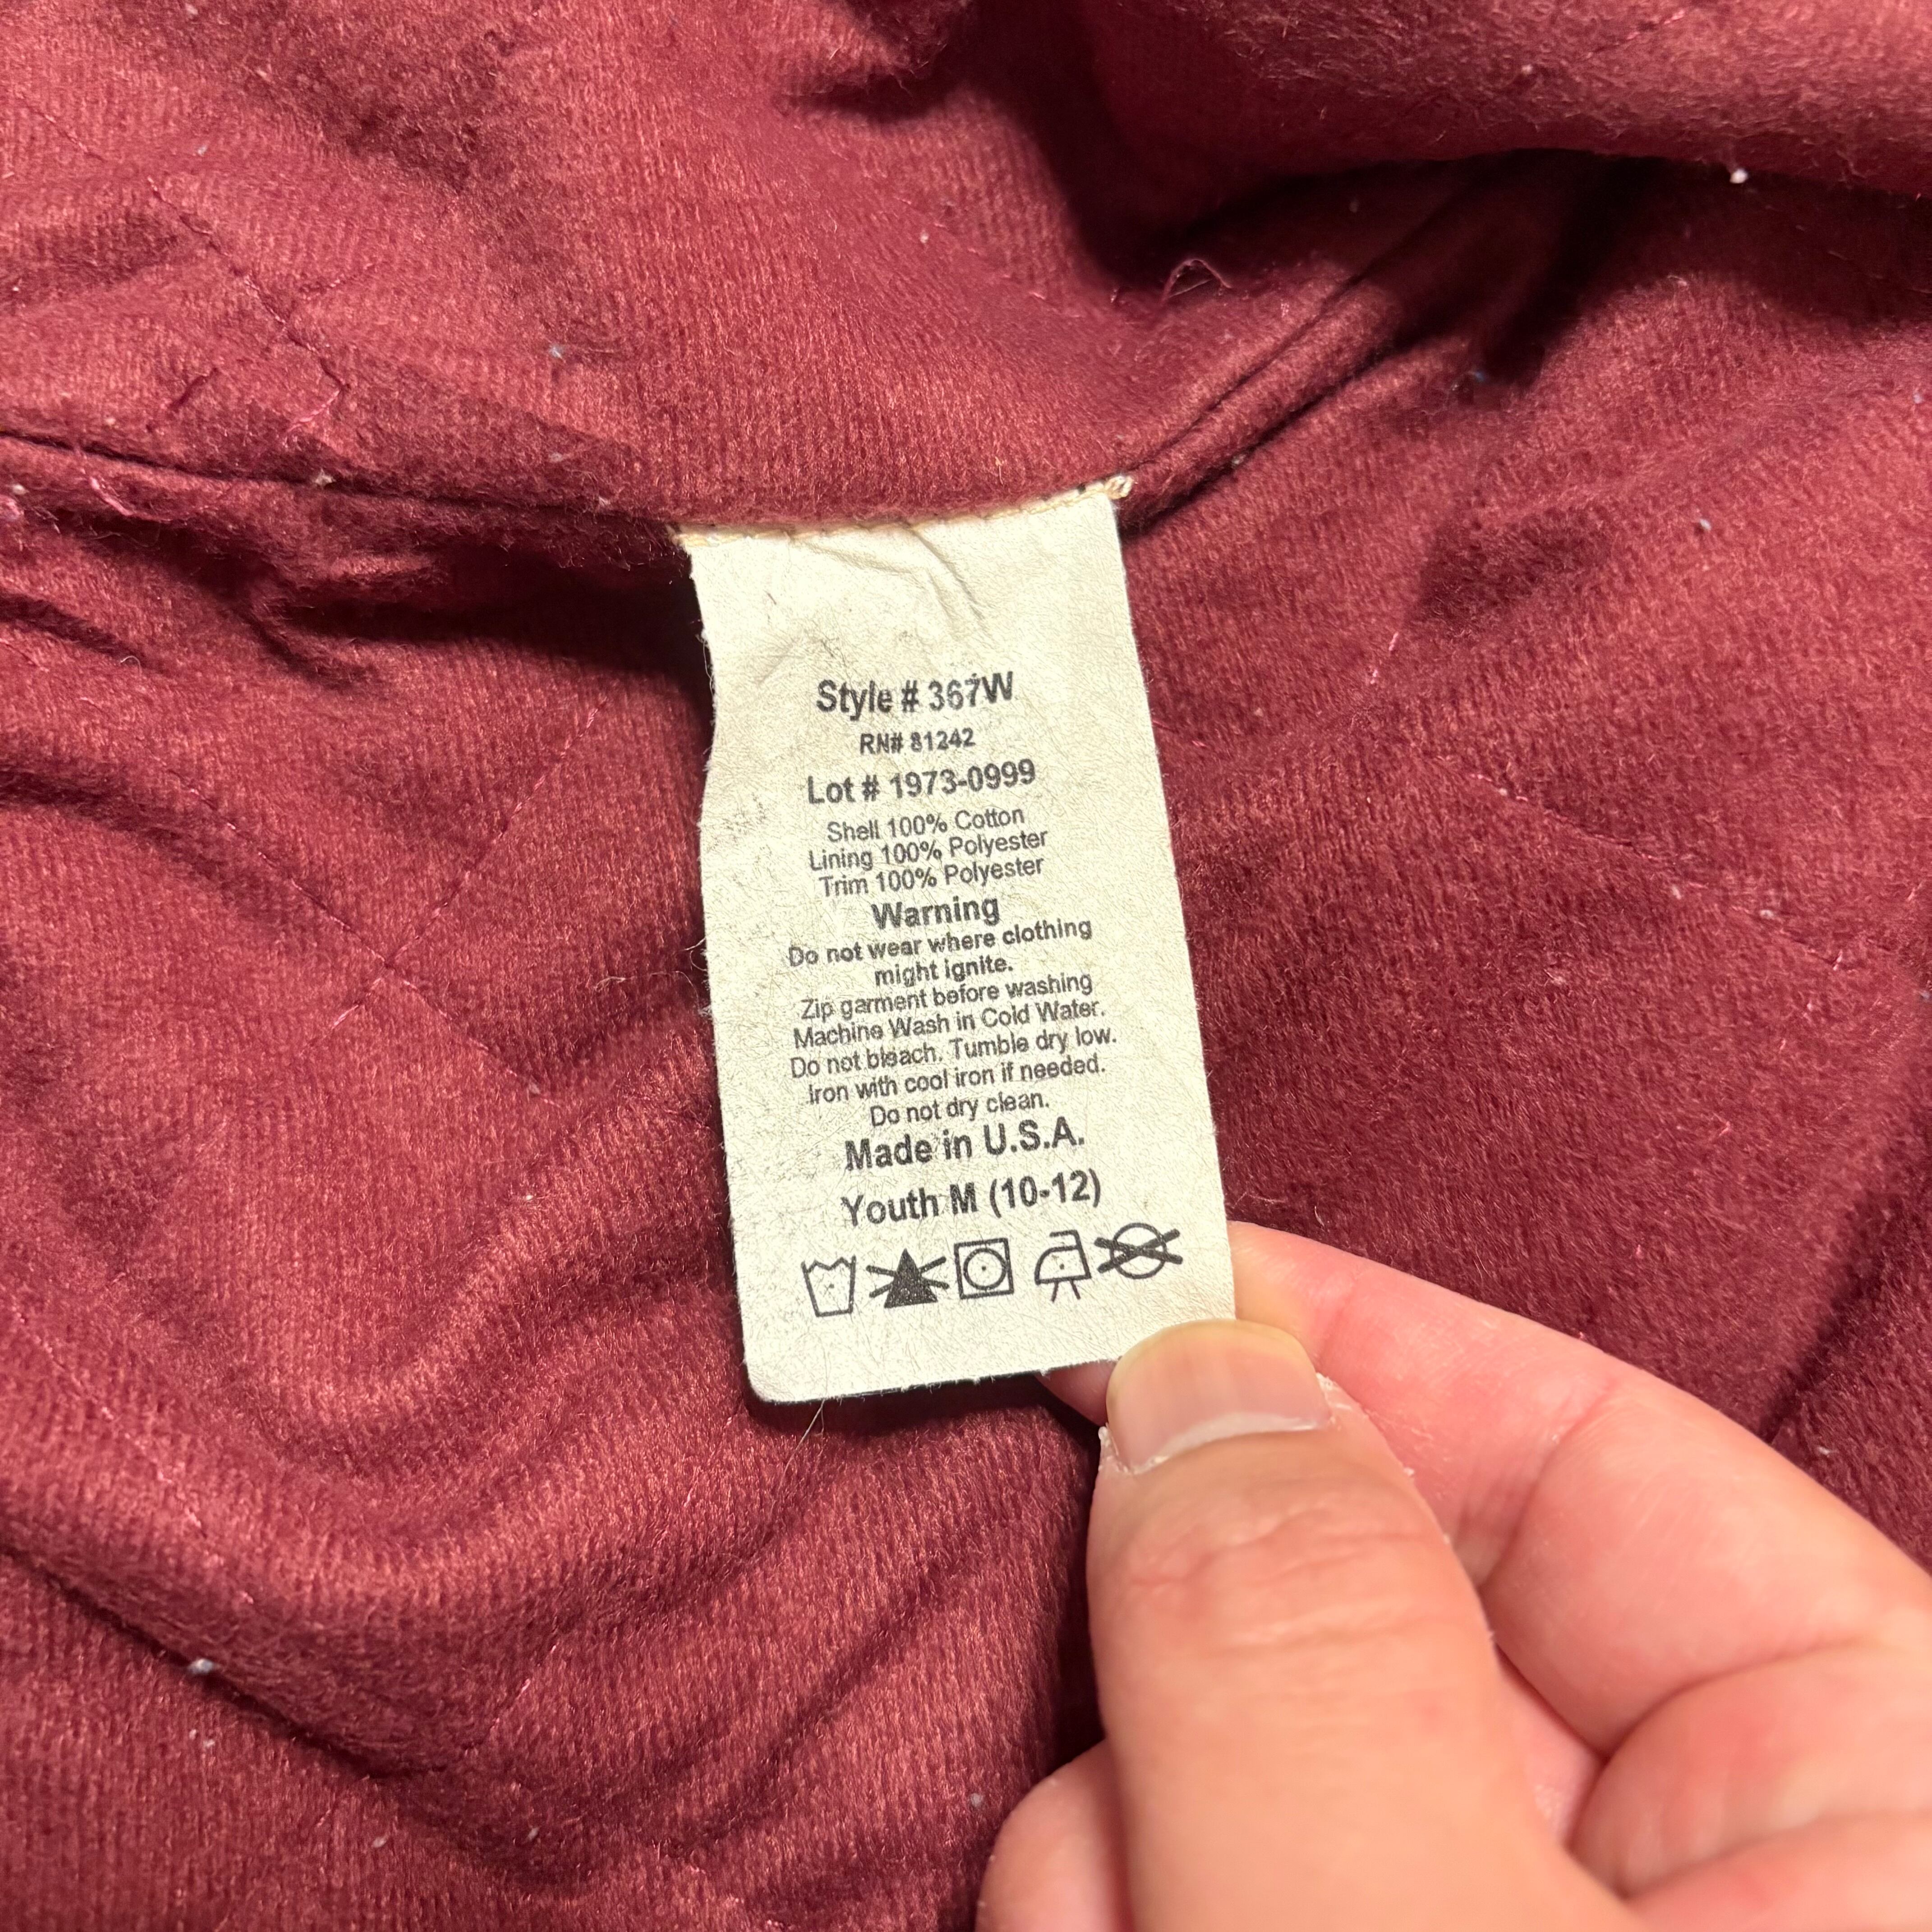 Style # 367W
RN# 81242
Lot # 1973-0999
Shell 100% Cotton
Lining 100% Polyester
Trim 100% Polyester
Warning
Do not wear where clothing
might ignite.
Zip garment before washing
Machine Wash in Cold Water.
Do not bleach. Tumble dry low.
Iron with cool iron if needed.
Do not dry clean.
Made in U.S.A.
Youth M (10-12)